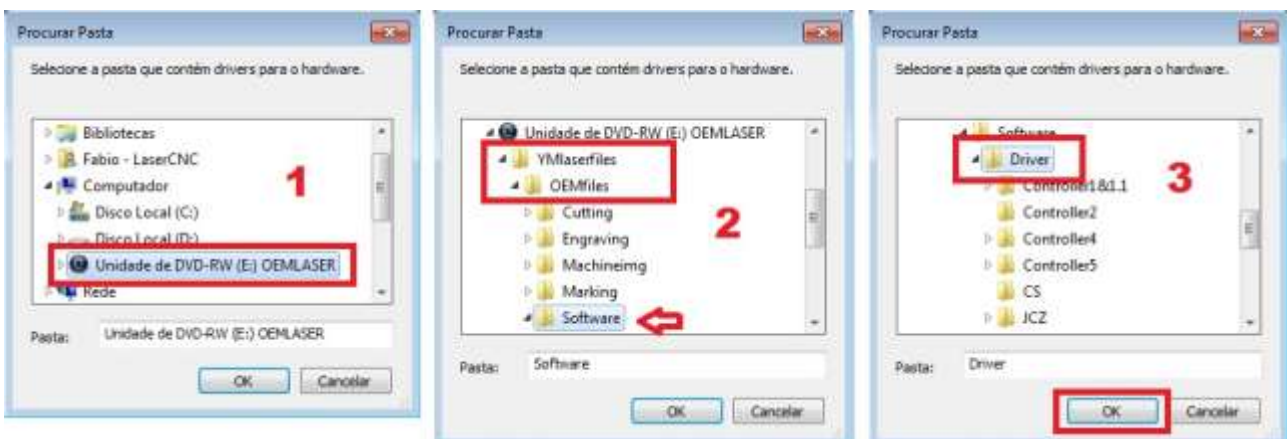 Procurar Pasta
Selecione a pasta que contém drivers para o hardware.
Bibliotecas
Fabio - LaserCNC
Computador
1
Disco Local (C:)
Disco Local (D:)
Unidade de DVD-RW (E:) OEMLASER
Rede
Pasta: Unidade de DVD-RW (E:) OEMLASER
OK Cancelar
Procurar Pasta
Selecione a pasta que contém drivers para o hardware.
Unidade de DVD-RW (E:) OEMLASER
YMlaserfiles
OEMfiles
Cutting
2
Engraving
Machineimg
Marking
Software
Pasta: Software
OK Cancelar
Procurar Pasta
Selecione a pasta que contém drivers para o hardware.
Software
Driver
3
Controller1&1.1
Controller2
Controller4
Controller5
CS
JCZ
Pasta: Driver
OK Cancelar